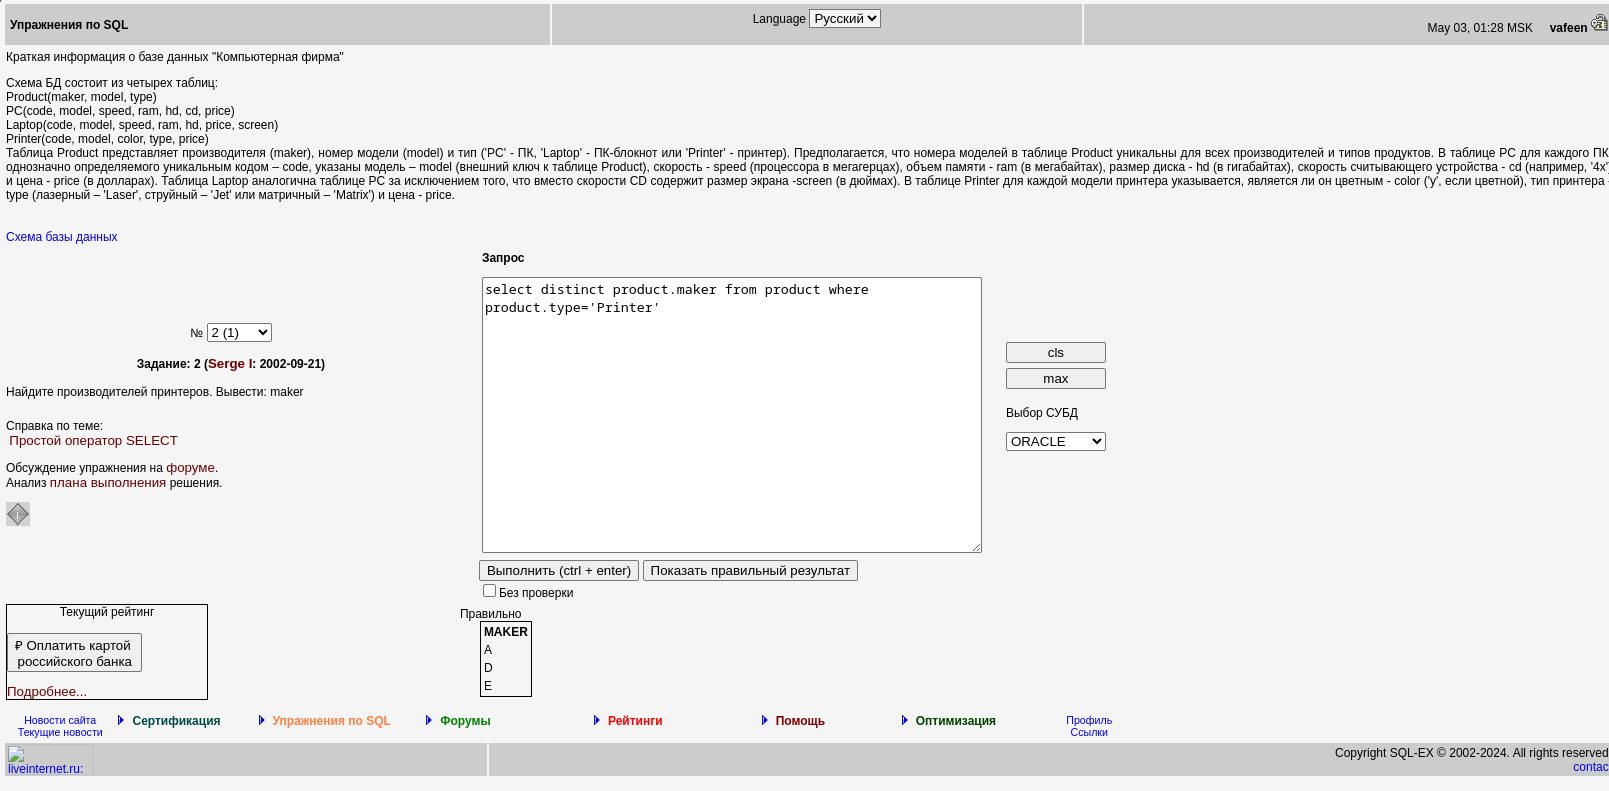 Упражнения по SQL
Language Русский
May 03, 01:28 MSK vafeen
Краткая информация о базе данных "Компьютерная фирма"
Схема БД состоит из четырех таблиц:
Product(maker, model, type)
PC(code, model, speed, ram, hd, cd, price)
Laptop(code, model, speed, ram, hd, price, screen)
Printer(code, model, color, type, price)
Таблица Product представляет производителя (maker), номер модели (model) и тип ('PC' - ПК, 'Laptop' - ПК-блокнот или 'Printer' - принтер). Предполагается, что номера моделей в таблице Product уникальны для всех производителей и типов продуктов. В таблице PC для каждого ПК,
однозначно определяемого уникальным кодом – code, указаны модель – model (внешний ключ к таблице Product), скорость - speed (процессора в мегагерцах), объем памяти - ram (в мегабайтах), размер диска - hd (в гигабайтах), скорость считывающего устройства - cd (например, '4x')
и цена - price (в долларах). Таблица Laptop аналогична таблице PC за исключением того, что вместо скорости CD содержит размер экрана -screen (в дюймах). В таблице Printer для каждой модели принтера указывается, является ли он цветным - color ('y', если цветной), тип принтера -
type (лазерный – 'Laser', струйный – 'Jet' или матричный – 'Matrix') и цена - price.
Схема базы данных
Запрос
select distinct product.maker from product where
product.type='Printer'
№ 2 (1)
Задание: 2 (Serge I: 2002-09-21)
Найдите производителей принтеров. Вывести: maker
Справка по теме:
Простой оператор SELECT
Обсуждение упражнения на форуме.
Анализ плана выполнения решения.
cls
max
Выбор СУБД
ORACLE
Выполнить (ctrl + enter) Показать правильный результат
Без проверки
Текущий рейтинг
₽ Оплатить картой
российского банка
Подробнее...
Правильно
MAKER
A
D
E
Новости сайта
Текущие новости
Сертификация
Упражнения по SQL
Форумы
Рейтинги
Помощь
Оптимизация
Профиль
Ссылки
liveinternet.ru:
Copyright SQL-EX © 2002-2024. All rights reserved
contac